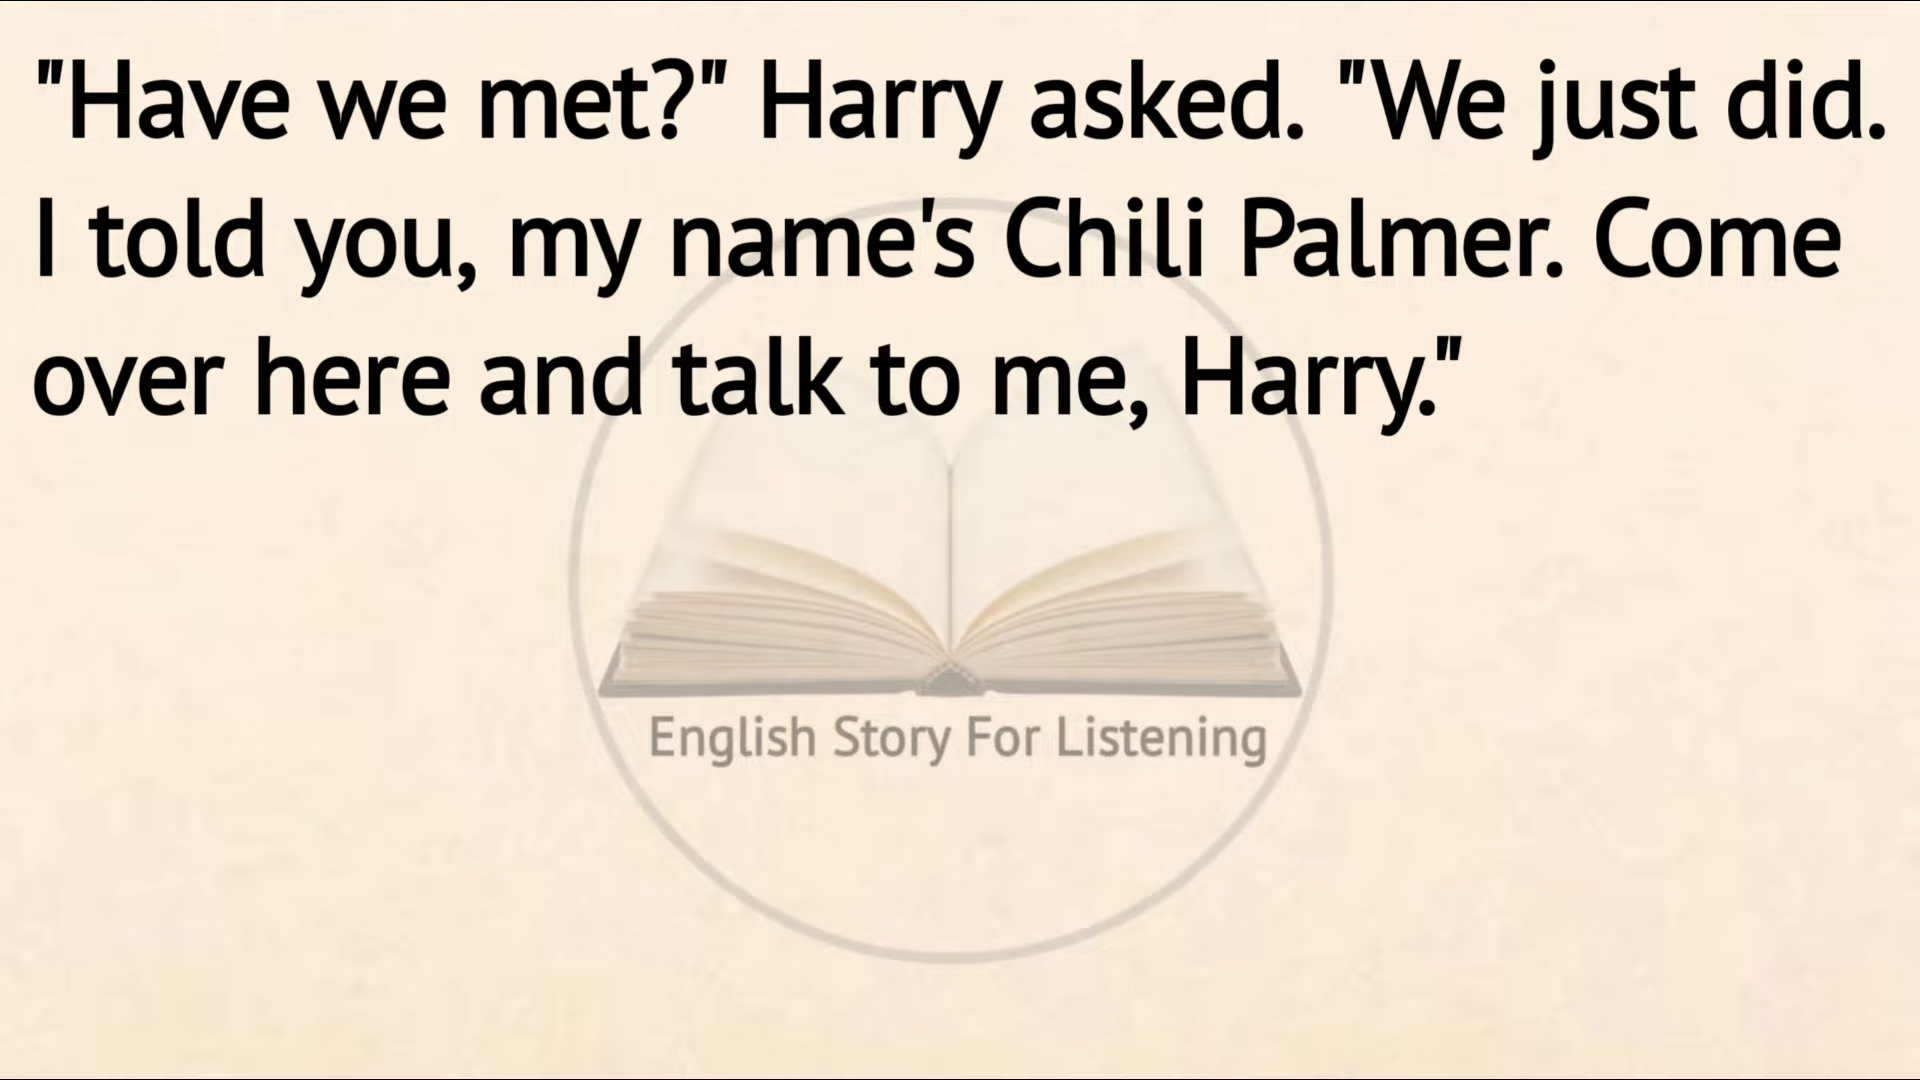 "Have we met?" Harry asked. "We just did.
I told you, my name's Chili Palmer. Come
over here and talk to me, Harry."
English Story For Listening